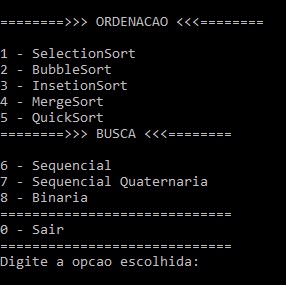 ========>>> ORDENACAO <<<========
1 - SelectionSort
2 - BubbleSort
3 - InsetionSort
4 - MergeSort
5 - QuickSort
========>>> BUSCA <<<========
6 - Sequencial
7 - Sequencial Quaternaria
8 - Binaria
=============================
0 - Sair
=============================
Digite a opcao escolhida: